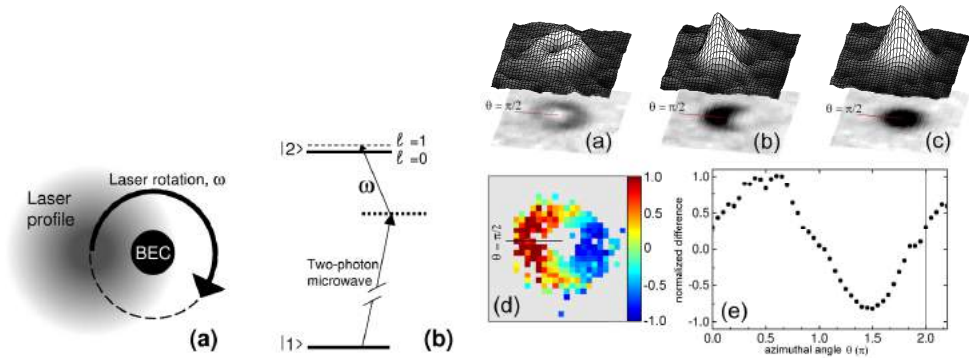 Laser rotation, ω
Laser
profile
BEC
(a)
|2>
ℓ =1
ℓ =0
ω
Two-photon
microwave
|1>
(b)
θ = π/2
(a)
θ = π/2
(b)
θ = π/2
(c)
θ = π/2
(d)
1.0
0.5
0.0
-0.5
-1.0
normalized difference
1.0
0.5
0.0
-0.5
-1.0
(e)
0.0 0.5 1.0 1.5 2.0
azimuthal angle θ (π)